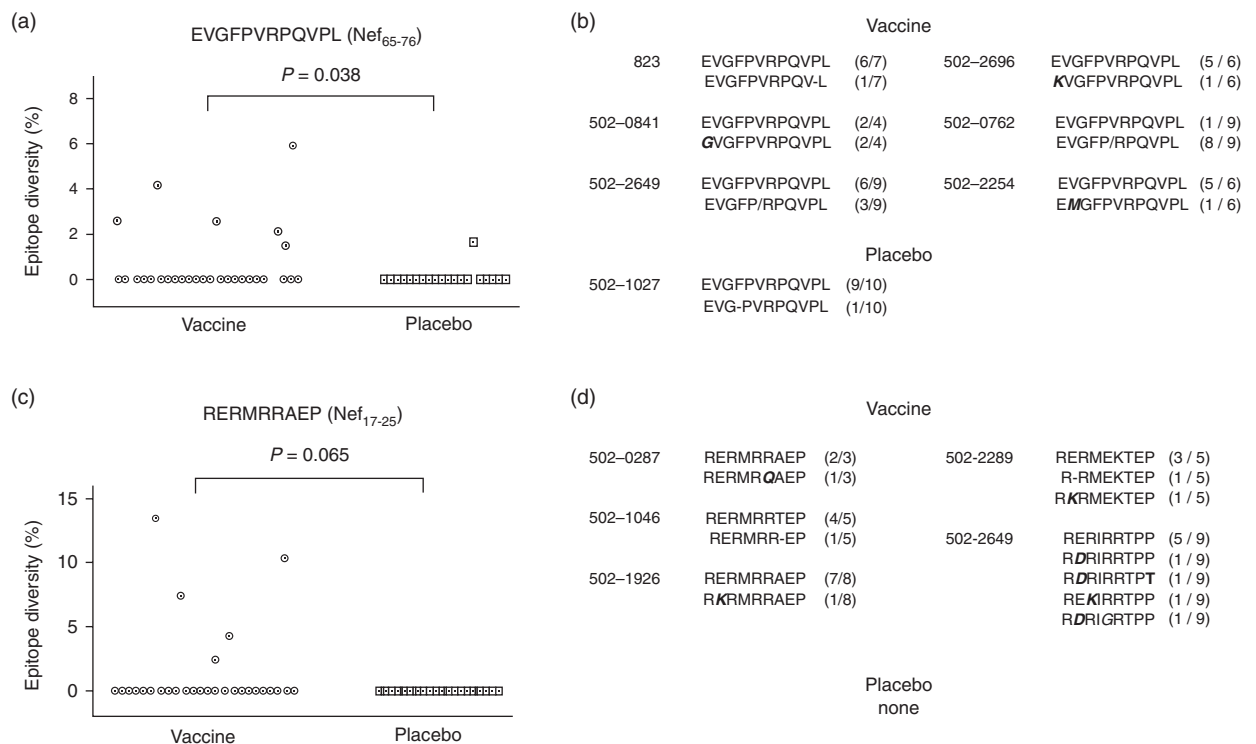 (a)
EVGFPVRPQVPL (Nef65-76)
P = 0.038
Epitope diversity (%)
8
6
4
2
0
Vaccine
Placebo
(b)
Vaccine
823 EVGFPVRPQVPL (6/7)
EVGFPVRPQV-L (1/7)
502–0841 EVGFPVRPQVPL (2/4)
GVGFPVRPQVPL (2/4)
502–2649 EVGFPVRPQVPL (6/9)
EVGFP/RPQVPL (3/9)
502–2696 EVGFPVRPQVPL (5 / 6)
KVGFPVRPQVPL (1 / 6)
502–0762 EVGFPVRPQVPL (1 / 9)
EVGFP/RPQVPL (8 / 9)
502–2254 EVGFPVRPQVPL (5 / 6)
EMGFPVRPQVPL (1 / 6)
Placebo
502–1027 EVGFPVRPQVPL (9/10)
EVG-PVRPQVPL (1/10)
(c)
RERMRRAEP (Nef17-25)
P = 0.065
Epitope diversity (%)
15
10
5
0
Vaccine
Placebo
(d)
Vaccine
502–0287 RERMRRAEP (2/3)
RERMRQAEP (1/3)
502–1046 RERMRRTEP (4/5)
RERMRR-EP (1/5)
502–1926 RERMRRAEP (7/8)
RKRMRRAEP (1/8)
502-2289 RERMEKTEP (3 / 5)
R-RMEKTEP (1 / 5)
RKRMEKTEP (1 / 5)
502-2649 RERIRRTPP (5 / 9)
RDRIRRTPP (1 / 9)
RDRIRRTPT (1 / 9)
REKIRRTPP (1 / 9)
RDRIGRTPP (1 / 9)
Placebo
none